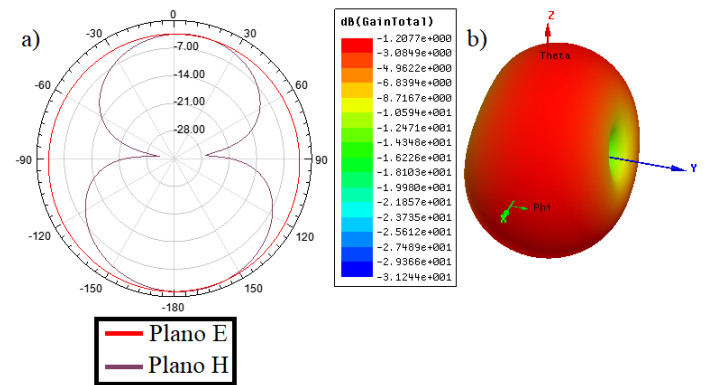 a)
0
-30
30
-60
60
-90
90
-120
120
-150
150
-180
-7.00
-14.00
-21.00
-28.00
Plano E
Plano H
dB(GainTotal)
-1.2077e+000
-3.0849e+000
-4.9622e+000
-6.8394e+000
-8.7167e+000
-1.0594e+001
-1.2471e+001
-1.4348e+001
-1.6226e+001
-1.8103e+001
-1.9980e+001
-2.1857e+001
-2.3735e+001
-2.5612e+001
-2.7489e+001
-2.9366e+001
-3.1244e+001
b)
Z
Theta
Y
Phi
X